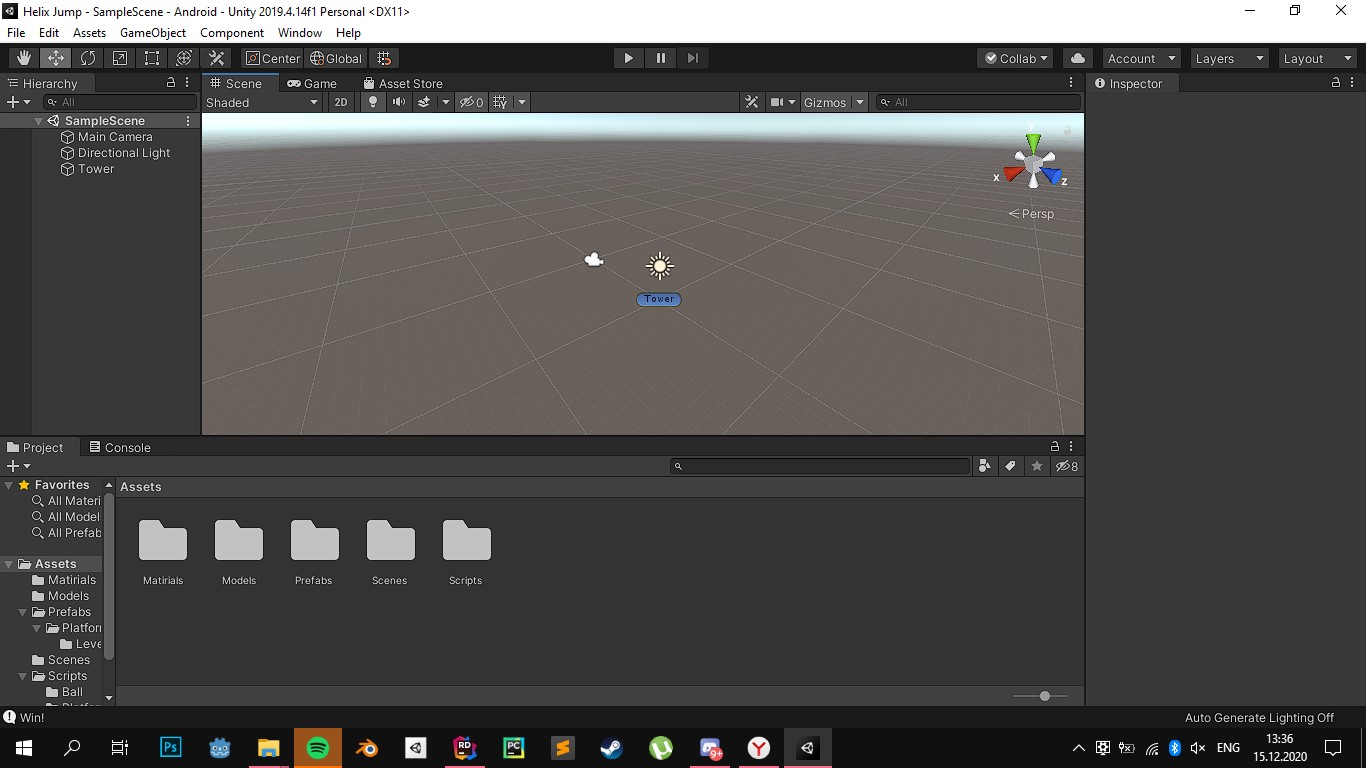 Helix Jump - SampleScene - Android - Unity 2019.4.14f1 Personal <DX11>
File Edit Assets GameObject Component Window Help
Center Global Collab Account Layers Layout
Hierarchy Scene Game Asset Store Inspector
All Shaded 2D 0 Gizmos All
SampleScene
Main Camera
Directional Light
Tower
y
x z
Persp
Tower
Project Console
8
Favorites Assets
All Materi
All Model
All Prefab
Assets
Matirials
Models
Prefabs
Platfor
Leve
Scenes
Scripts
Ball
Matirials Models Prefabs Scenes Scripts
Win! Auto Generate Lighting Off
Ps RD PC S Y 9+ ENG 13:36
15.12.2020